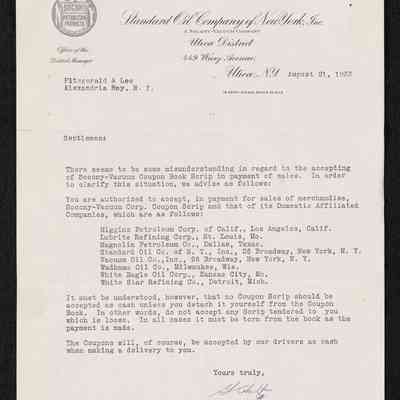 SOCONY
PETROLEUM
PRODUCTS
Standard Oil Company of New York, Inc.
A SOCONY-VACUUM COMPANY
Utica District
Office of the
District Manager
Utica, N.Y. August 21, 1933
Fitzgerald & Lee
Alexandria Bay, N. Y.
Gentlemen:
There seems to be some misunderstanding in regard to the accepting
of Socony-Vacuum Coupon Book Scrip in payment of sales. In order
to clarify this situation, we advise as follows:
You are authorized to accept, in payment for sales of merchandise,
Socony-Vacuum Corp. Coupon Scrip and that of its Domestic Affiliated
Companies, which are as follows:
Higgins Petroleum Corp. of Calif., Los Angeles, Calif.
Lubrite Refining Corp., St. Louis, Mo.
Magnolia Petroleum Co., Dallas, Texas.
Standard Oil Co. of N. Y., Inc., 26 Broadway, New York, N. Y.
Vacuum Oil Co., Inc., 26 Broadway, New York, N. Y.
Wadhams Oil Co., Milwaukee, Wis.
White Eagle Oil Corp., Kansas City, Mo.
White Star Refining Co., Detroit, Mich.
It must be understood, however, that no Coupon Scrip should be
accepted as cash unless you detach it yourself from the Coupon
Book. In other words, do not accept any Scrip tendered to you
which is loose. In all cases it must be torn from the book as the
payment is made.
The Coupons will, of course, be accepted by our drivers as cash
when making a delivery to you.
Yours truly,